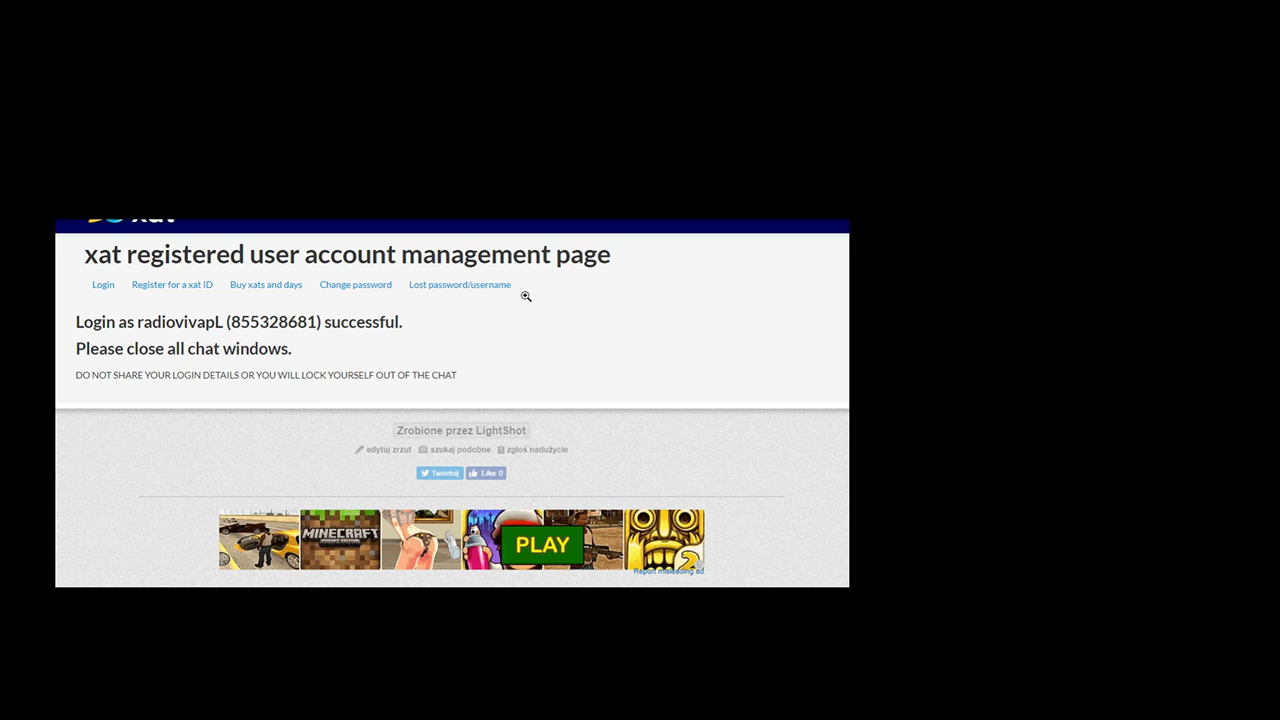 xat
xat registered user account management page
Login Register for a xat ID Buy xats and days Change password Lost password/username
Login as radiovivapL (855328681) successful.
Please close all chat windows.
DO NOT SHARE YOUR LOGIN DETAILS OR YOU WILL LOCK YOURSELF OUT OF THE CHAT
Zrobione przez LightShot
edytuj zrzut szukaj podobne zgłoś nadużycie
Tweetnij Like 0
MINECRAFT
PLAY
2
Report misleading ad